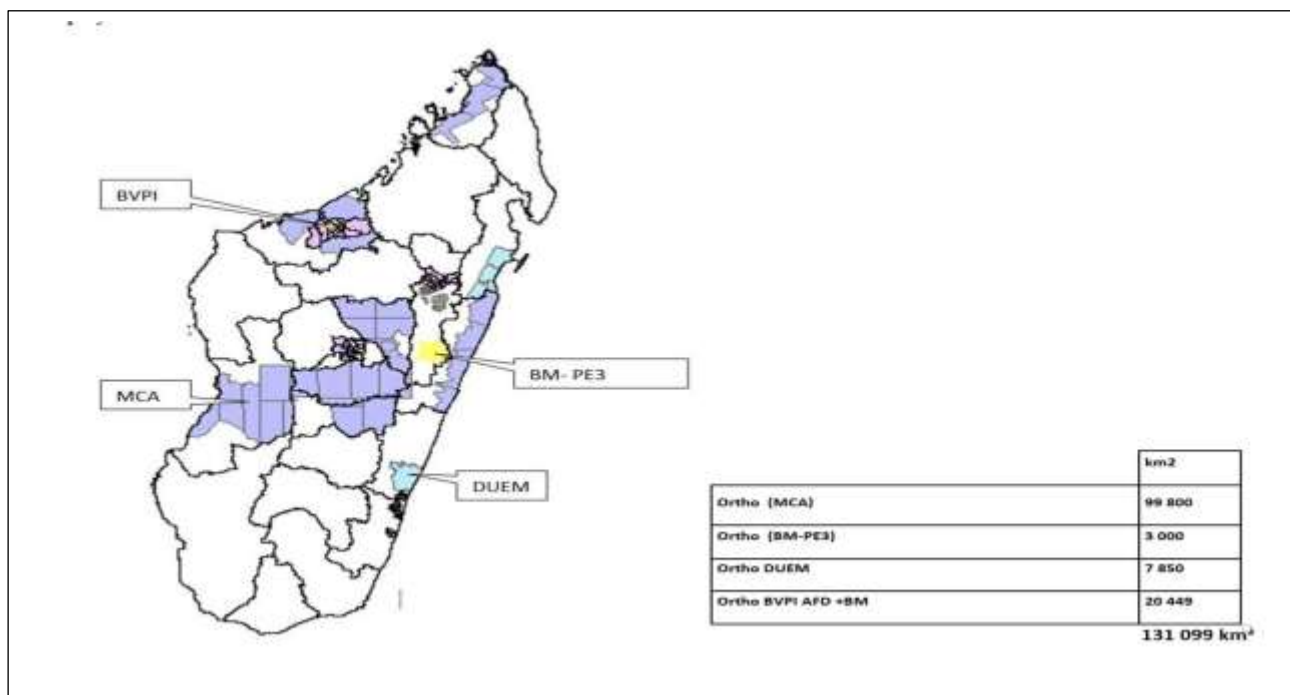 BVPI
MCA
BM- PE3
DUEM
km2
Ortho (MCA) 99 800
Ortho (BM-PE3) 3 000
Ortho DUEM 7 850
Ortho BVPI AFD +BM 20 449
131 099 km²